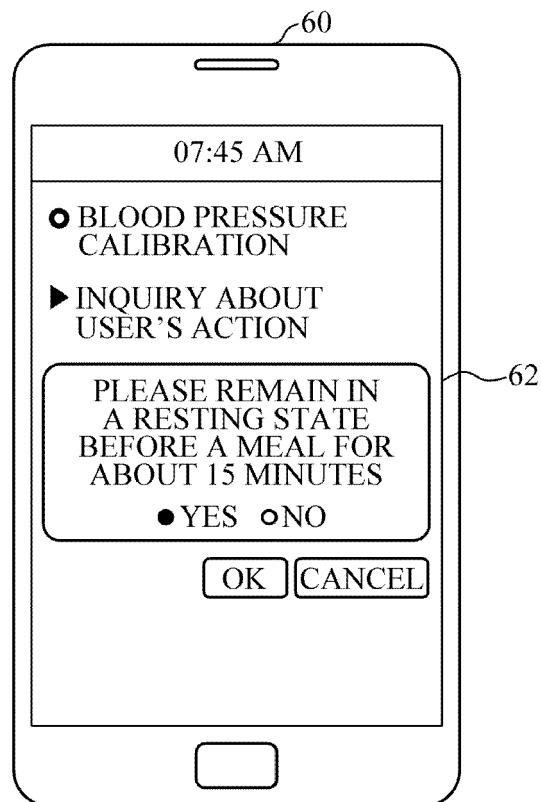 60
07:45 AM
BLOOD PRESSURE
CALIBRATION
INQUIRY ABOUT
USER'S ACTION
62
PLEASE REMAIN IN
A RESTING STATE
BEFORE A MEAL FOR
ABOUT 15 MINUTES
YES NO
OK CANCEL